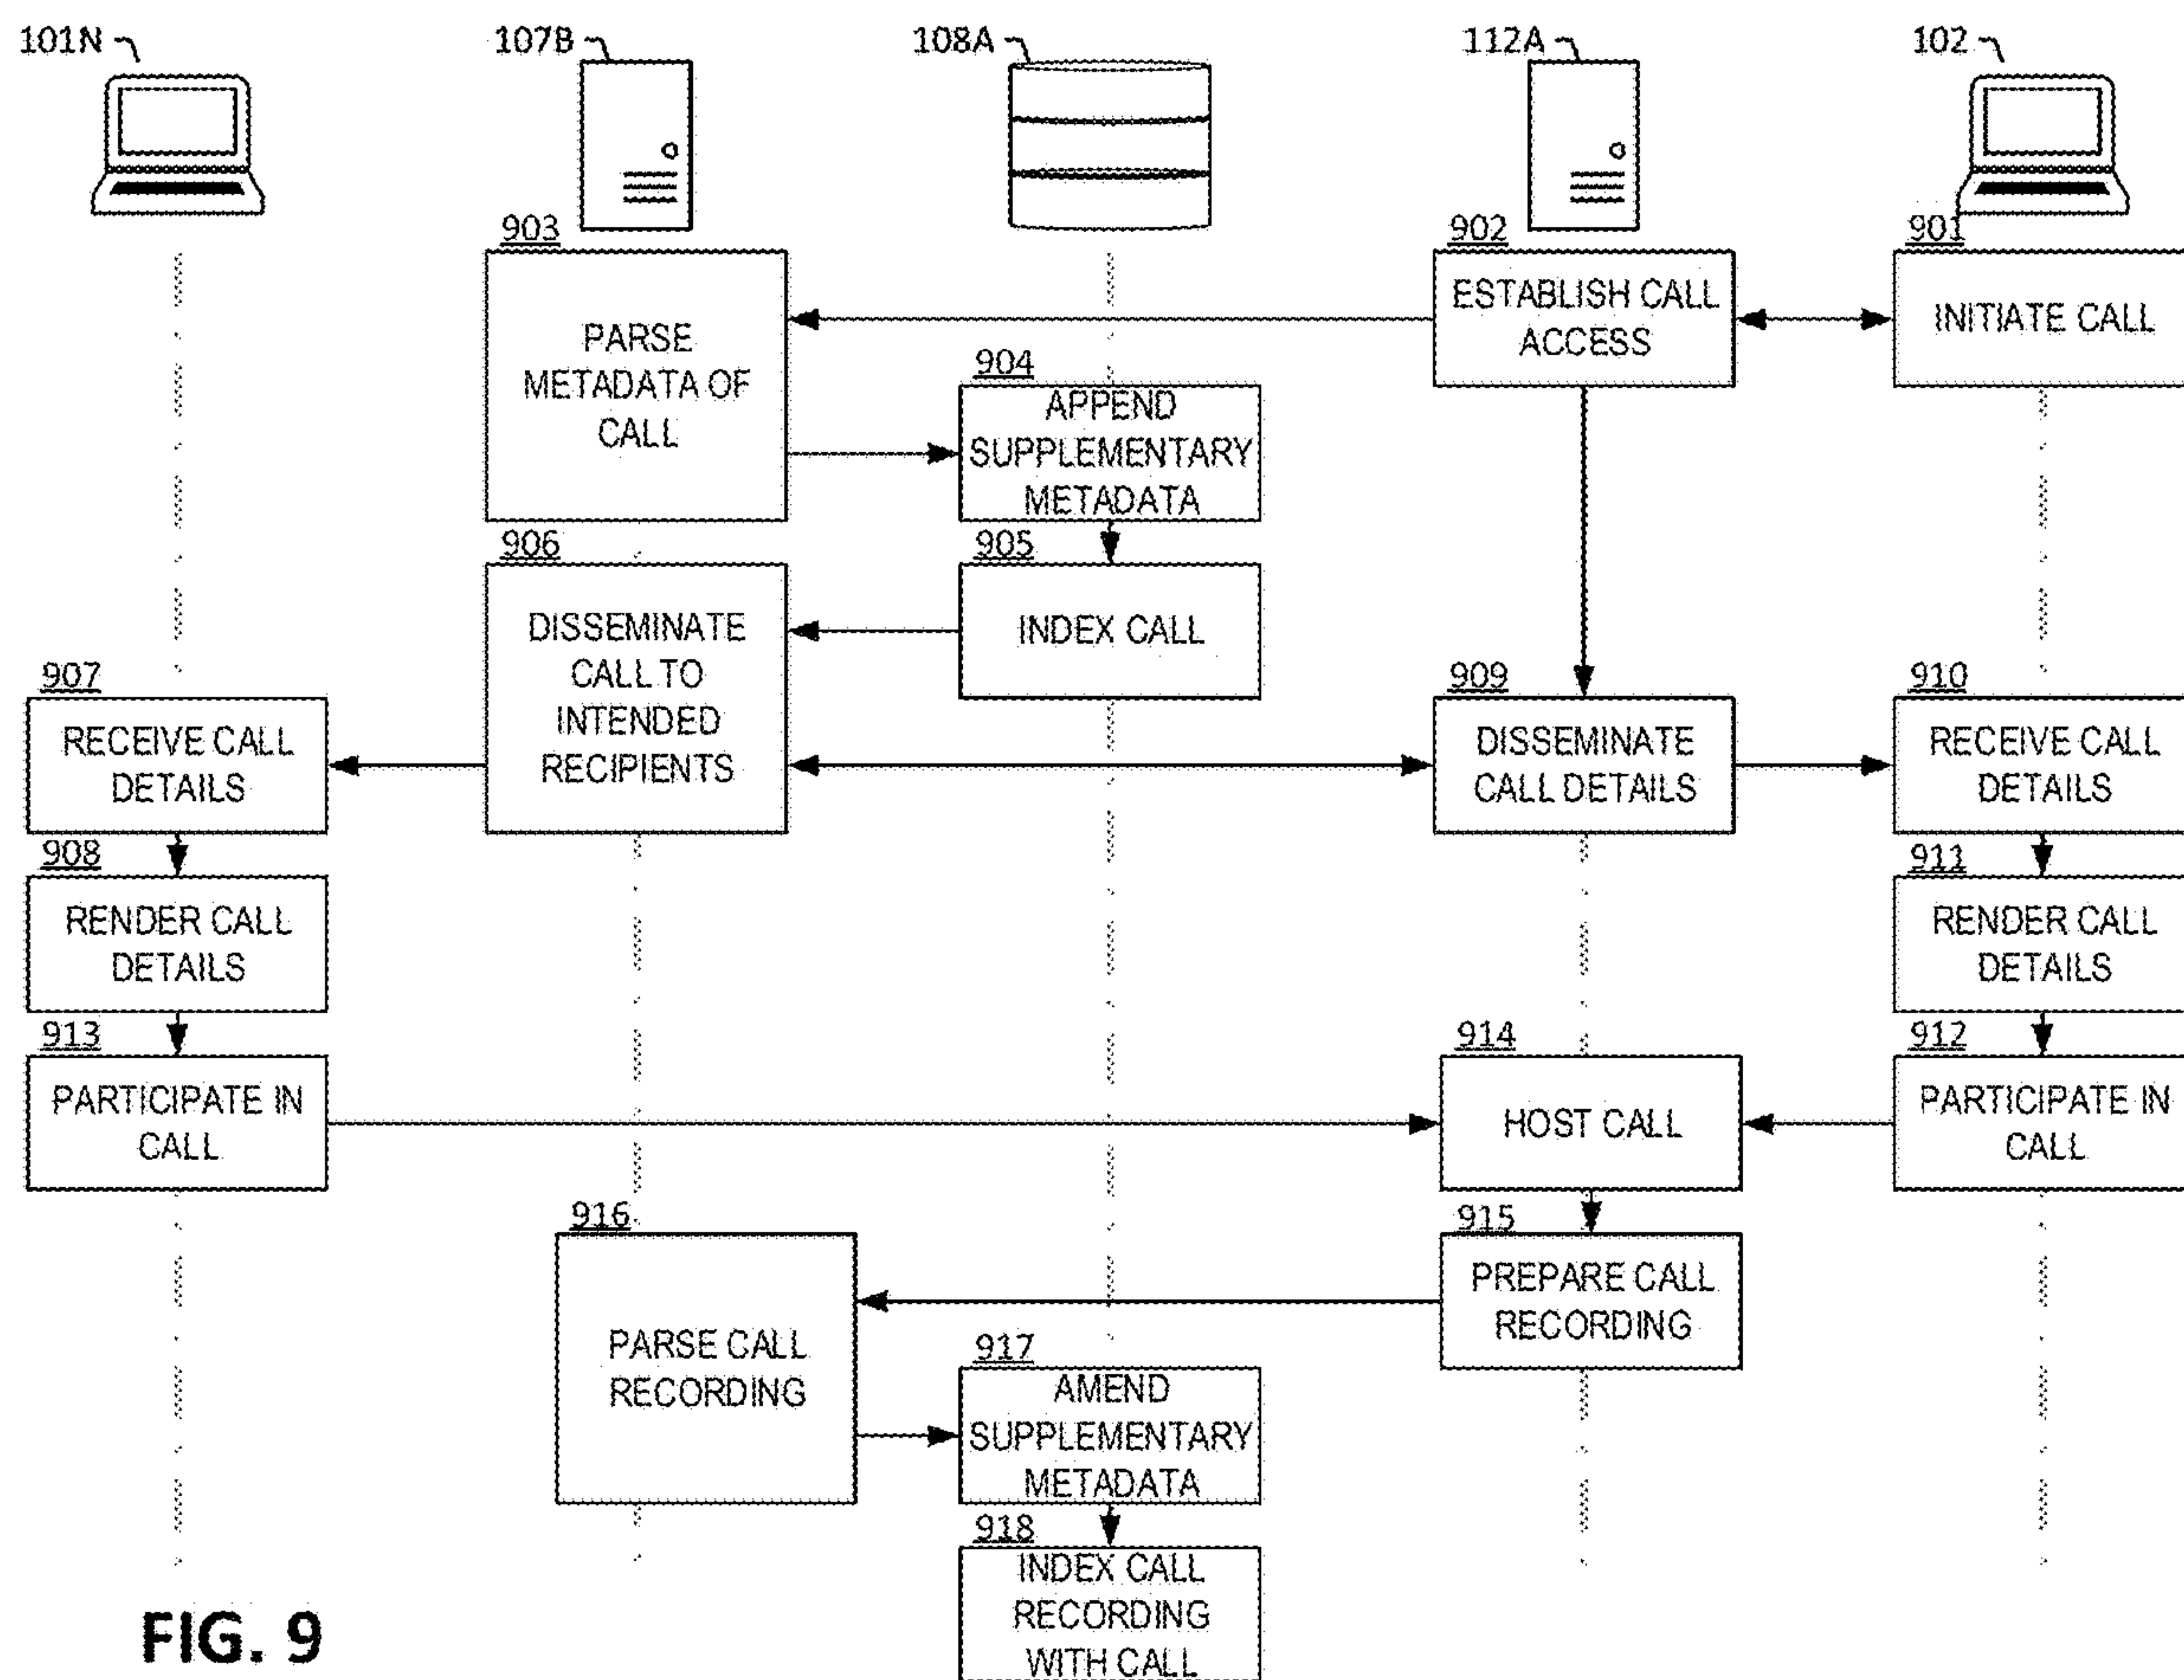 101N
107B
108A
112A
102
903
902
901
PARSE
METADATA OF
CALL
ESTABLISH CALL
ACCESS
INITIATE CALL
904
APPEND
SUPPLEMENTARY
METADATA
906
905
DISSEMINATE
CALL TO
INTENDED
RECIPIENTS
INDEX CALL
907
909
910
RECEIVE CALL
DETAILS
DISSEMINATE
CALL DETAILS
RECEIVE CALL
DETAILS
908
911
RENDER CALL
DETAILS
RENDER CALL
DETAILS
913
914
912
PARTICIPATE IN
CALL
HOST CALL
PARTICIPATE IN
CALL
916
915
PARSE CALL
RECORDING
PREPARE CALL
RECORDING
917
AMEND
SUPPLEMENTARY
METADATA
918
INDEX CALL
RECORDING
WITH CALL
FIG. 9